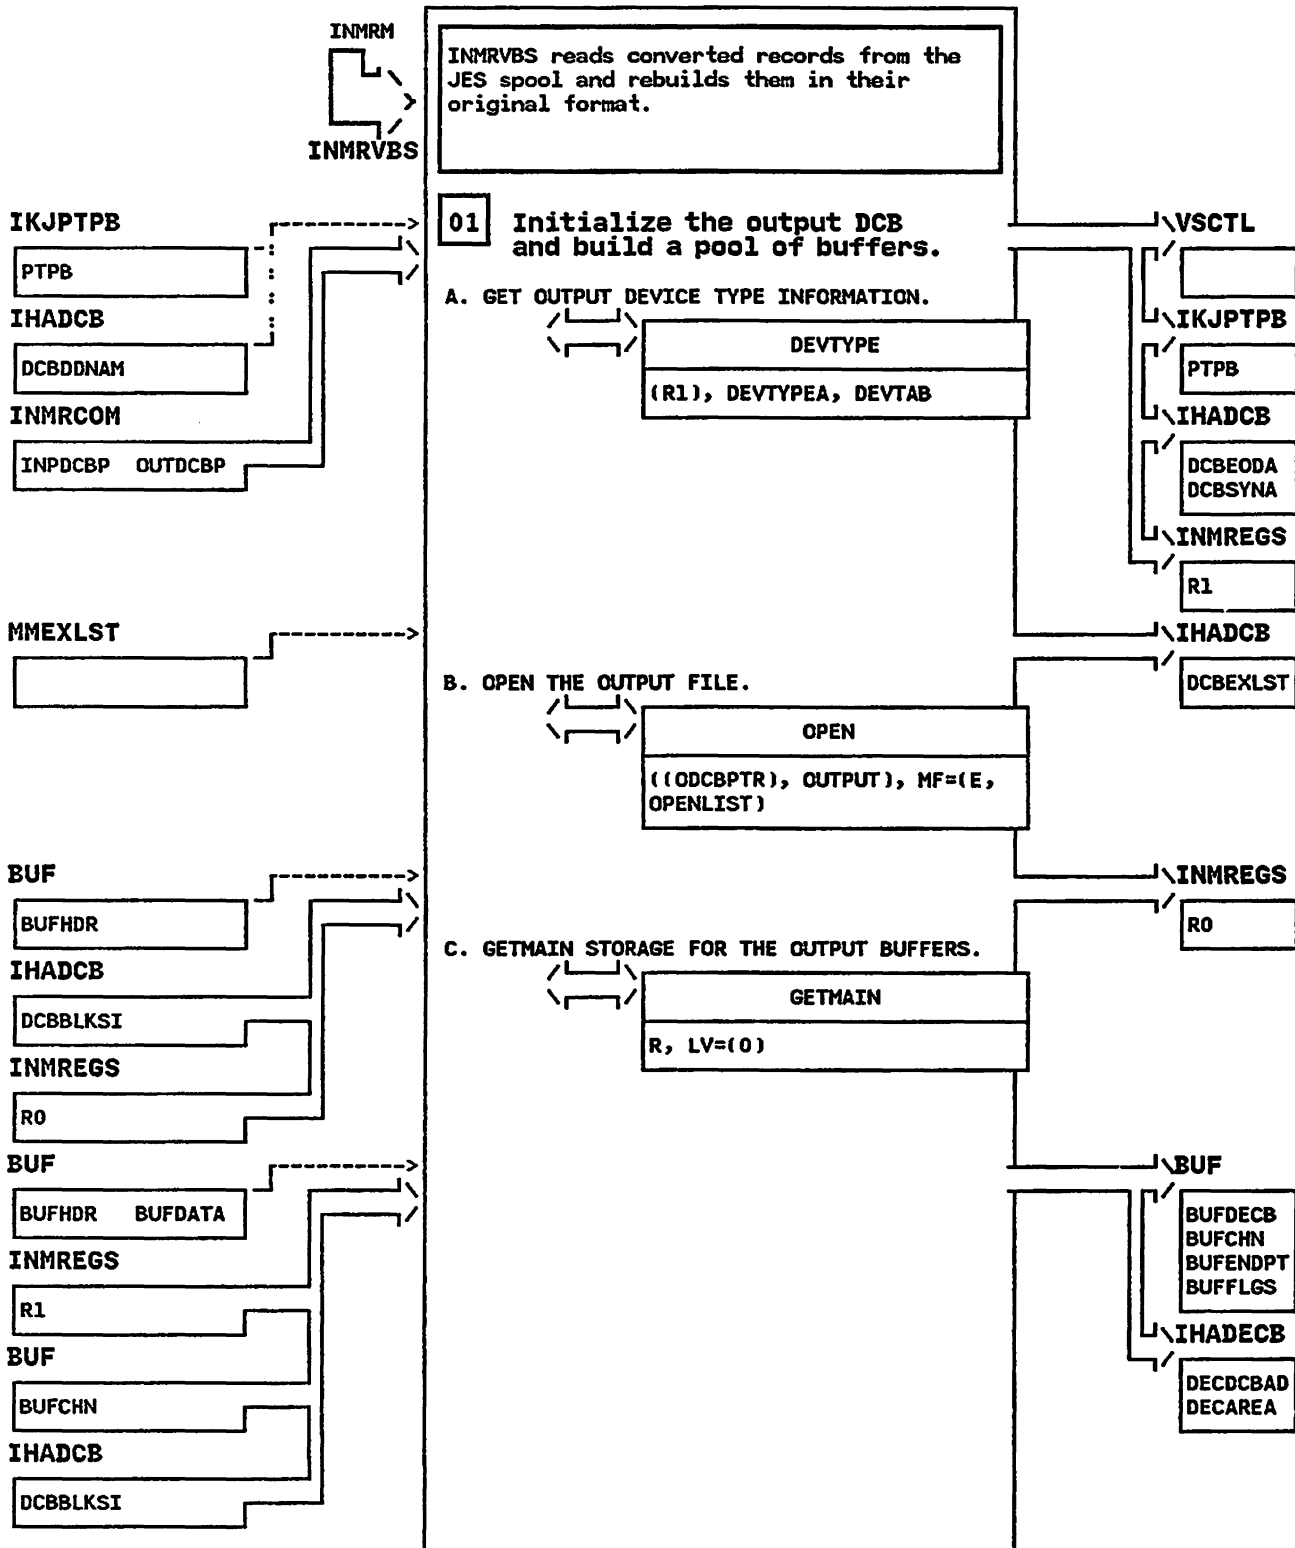 INMRM
INMRVBS
INMRVBS reads converted records from the
JES spool and rebuilds them in their
original format.
01 Initialize the output DCB
and build a pool of buffers.
IKJPTPB
PTPB
IHADCB
DCBDDNAM
INMRCOM
INPDCBP OUTDCBP
A. GET OUTPUT DEVICE TYPE INFORMATION.
DEVTYPE
(R1), DEVTYPEA, DEVTAB
VSCTL
IKJPTPB
PTPB
IHADCB
DCBEODA
DCBSYNA
INMREGS
R1
MMEXLST
IHADCB
DCBEXLST
B. OPEN THE OUTPUT FILE.
OPEN
((ODCBPTR), OUTPUT), MF=(E,
OPENLIST)
BUF
BUFHDR
IHADCB
DCBBLKSI
INMREGS
R0
INMREGS
R0
C. GETMAIN STORAGE FOR THE OUTPUT BUFFERS.
GETMAIN
R, LV=(0)
BUF
BUFHDR BUFDATA
INMREGS
R1
BUF
BUFCHN
IHADCB
DCBBLKSI
BUF
BUFDECB
BUFCHN
BUFENDPT
BUFFLGS
IHADECB
DECDCBAD
DECAREA